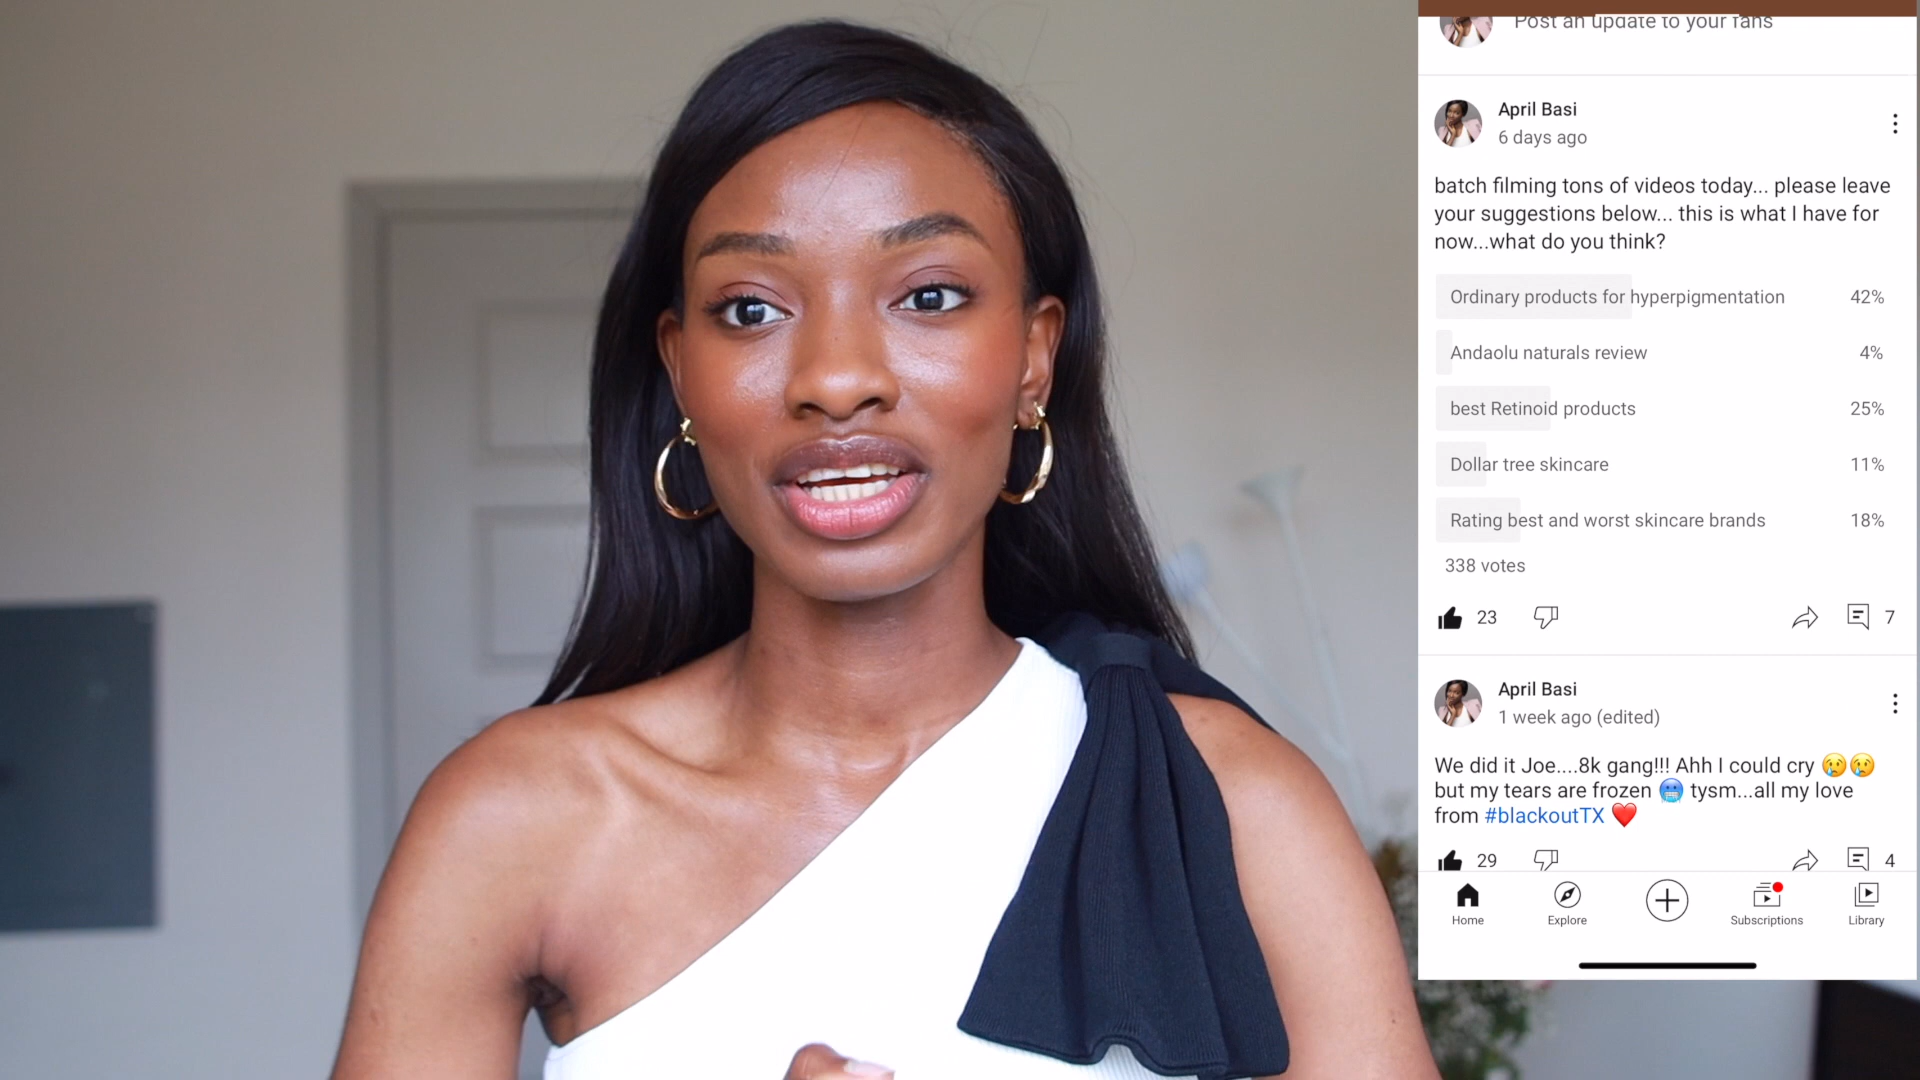 Post an update to your fans
April Basi
6 days ago
batch filming tons of videos today... please leave
your suggestions below... this is what I have for
now...what do you think?
Ordinary products for hyperpigmentation 42%
Andaolu naturals review 4%
best Retinoid products 25%
Dollar tree skincare 11%
Rating best and worst skincare brands 18%
338 votes
23 7
April Basi
1 week ago (edited)
We did it Joe....8k gang!!! Ahh I could cry 😢😢
but my tears are frozen 🥶 tysm...all my love
from #blackoutTX ❤️
29 4
Home Explore Subscriptions Library